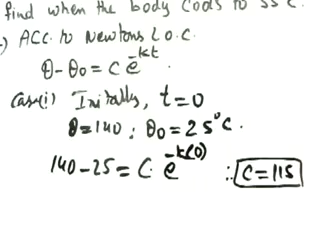 find when the body cools to 55°C.
) ACC. to Newtons L.O.C.
θ-θ₀ = C e^-kt .
Case(i) Initially, t=0
θ=140 ; θ₀ = 25°C .
140-25 = C. e^-k(0) ∴ C=115